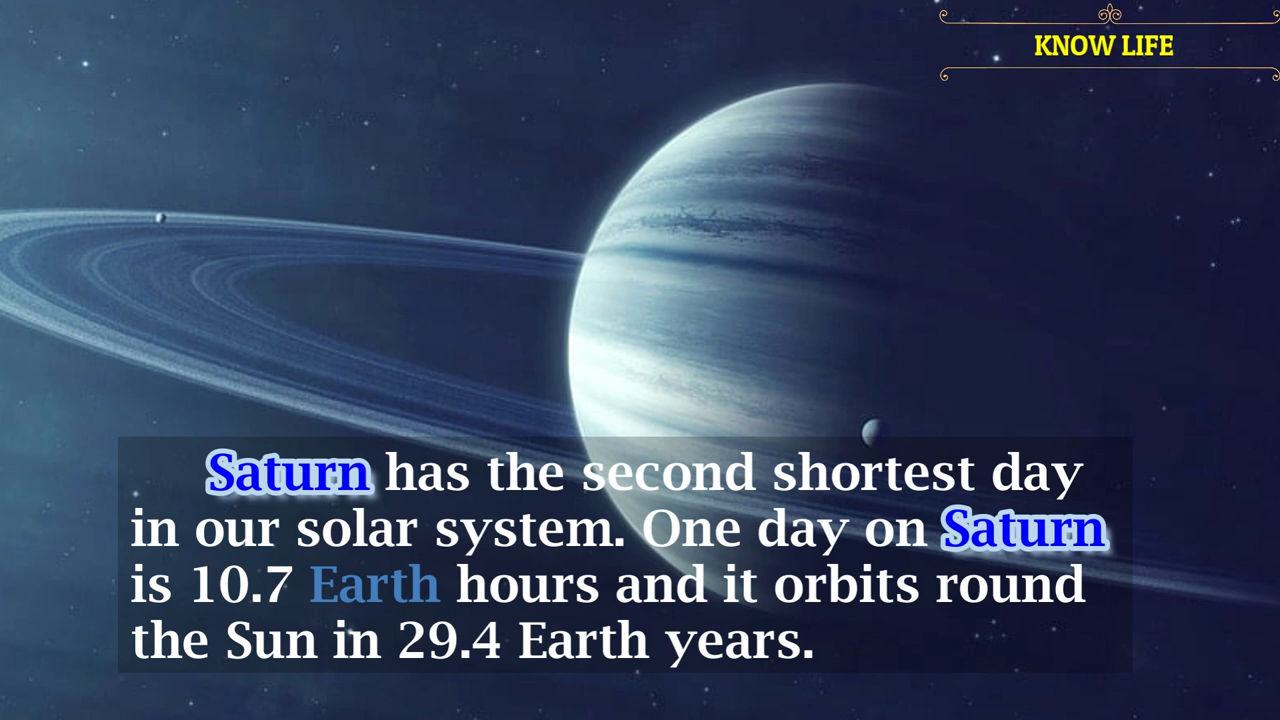 KNOW LIFE
Saturn has the second shortest day
in our solar system. One day on Saturn
is 10.7 Earth hours and it orbits round
the Sun in 29.4 Earth years.